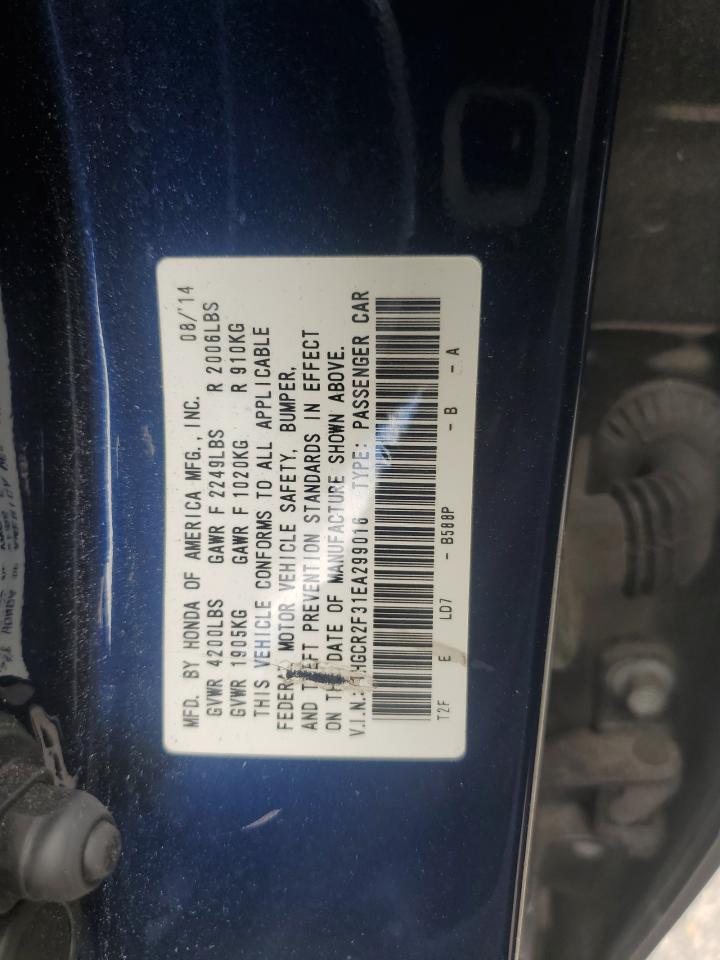 MFD. BY HONDA OF AMERICA MFG., INC. 08/'14
GVWR 4200LBS GAWR F 2249LBS R 2006LBS
GVWR 1905KG GAWR F 1020KG R 910KG
THIS VEHICLE CONFORMS TO ALL APPLICABLE
FEDERAL MOTOR VEHICLE SAFETY, BUMPER,
AND THEFT PREVENTION STANDARDS IN EFFECT
ON THE DATE OF MANUFACTURE SHOWN ABOVE.
V.I.N.: 1HGCR2F31EA299016 TYPE: PASSENGER CAR
T2F E LD7 - B588P - B - A